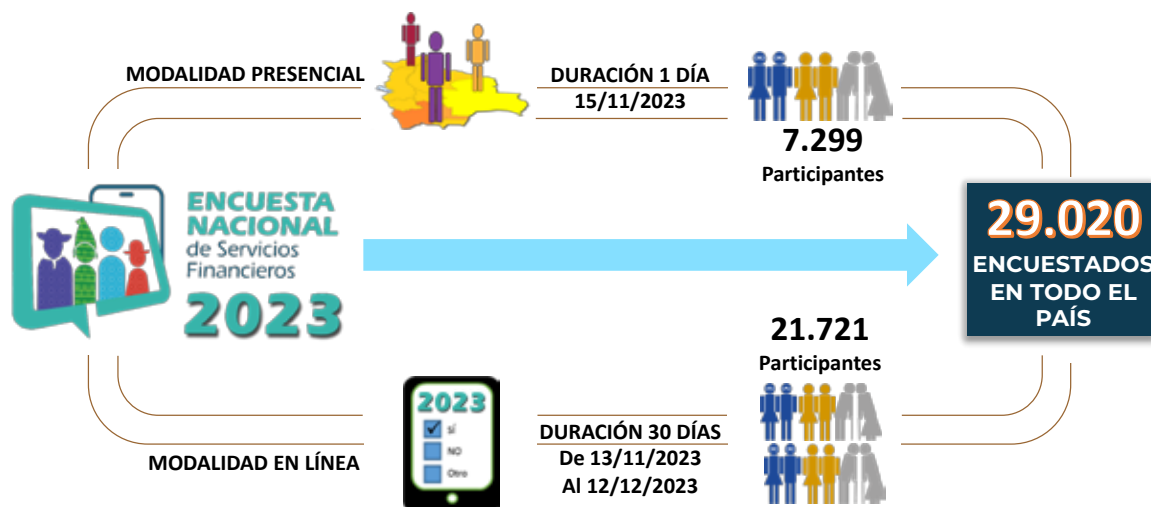 MODALIDAD PRESENCIAL
DURACIÓN 1 DÍA
15/11/2023
7.299
Participantes
ENCUESTA
NACIONAL
de Servicios
Financieros
2023
29.020
ENCUESTADOS
EN TODO EL
PAÍS
21.721
Participantes
2023
SÍ
NO
Otro
MODALIDAD EN LÍNEA
DURACIÓN 30 DÍAS
De 13/11/2023
Al 12/12/2023